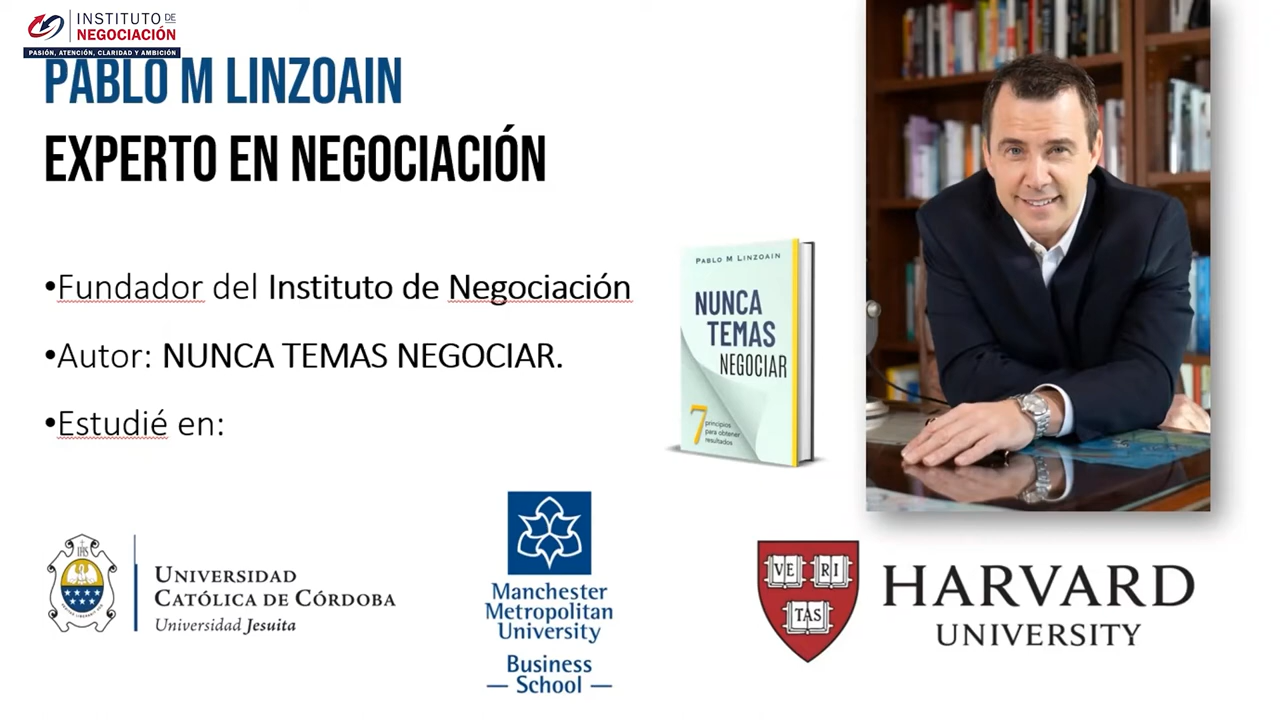 INSTITUTO DE
NEGOCIACIÓN
PASIÓN, ATENCIÓN, CLARIDAD Y AMBICIÓN
PABLO M LINZOAIN
EXPERTO EN NEGOCIACIÓN
•Fundador del Instituto de Negociación
•Autor: NUNCA TEMAS NEGOCIAR.
•Estudié en:
PABLO M LINZOAIN
NUNCA
TEMAS
NEGOCIAR
7 principios
para obtener
resultados
IHS
UNIVERSIDAD
CATÓLICA DE CÓRDOBA
Universidad Jesuita
Manchester
Metropolitan
University
Business
School
VE RI
TAS
HARVARD
UNIVERSITY